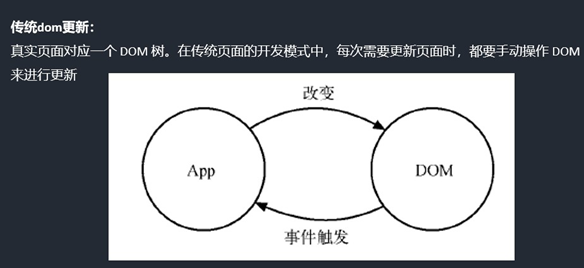 传统dom更新：
真实页面对应一个 DOM 树。在传统页面的开发模式中，每次需要更新页面时，都要手动操作 DOM
来进行更新
改变
App
DOM
事件触发